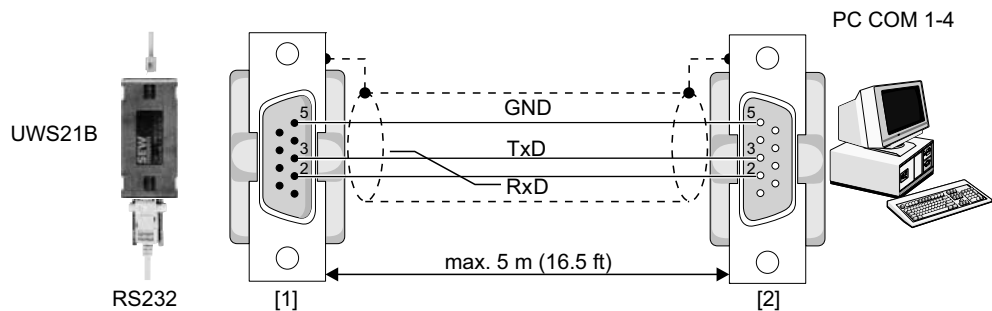 PC COM 1-4
UWS21B
SEW
RS232
5
3
2
GND
TxD
RxD
5
3
2
max. 5 m (16.5 ft)
[1]
[2]